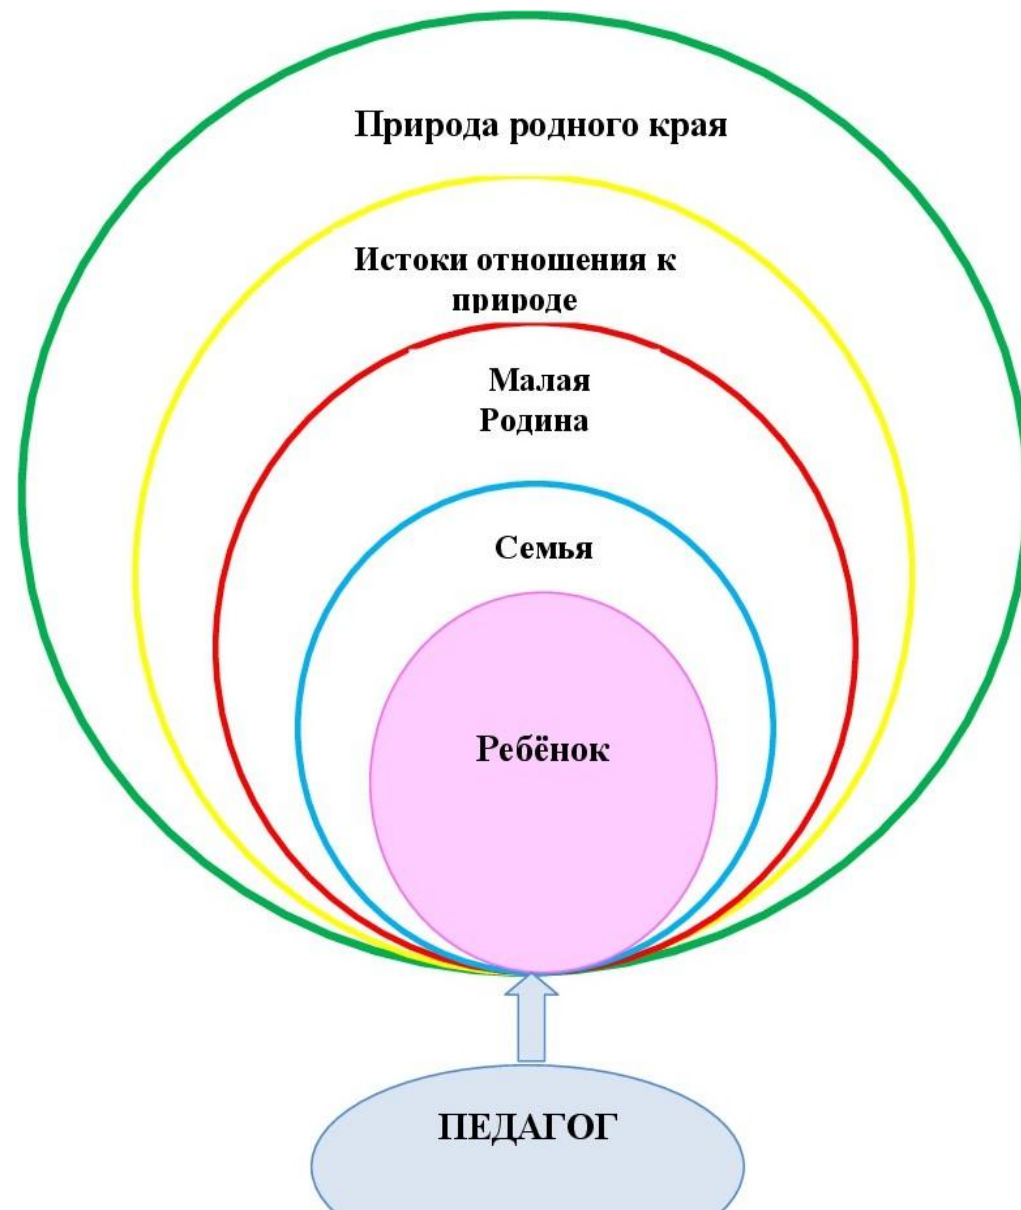 Природа родного края
Истоки отношения к
природе
Малая
Родина
Семья
Ребёнок
ПЕДАГОГ